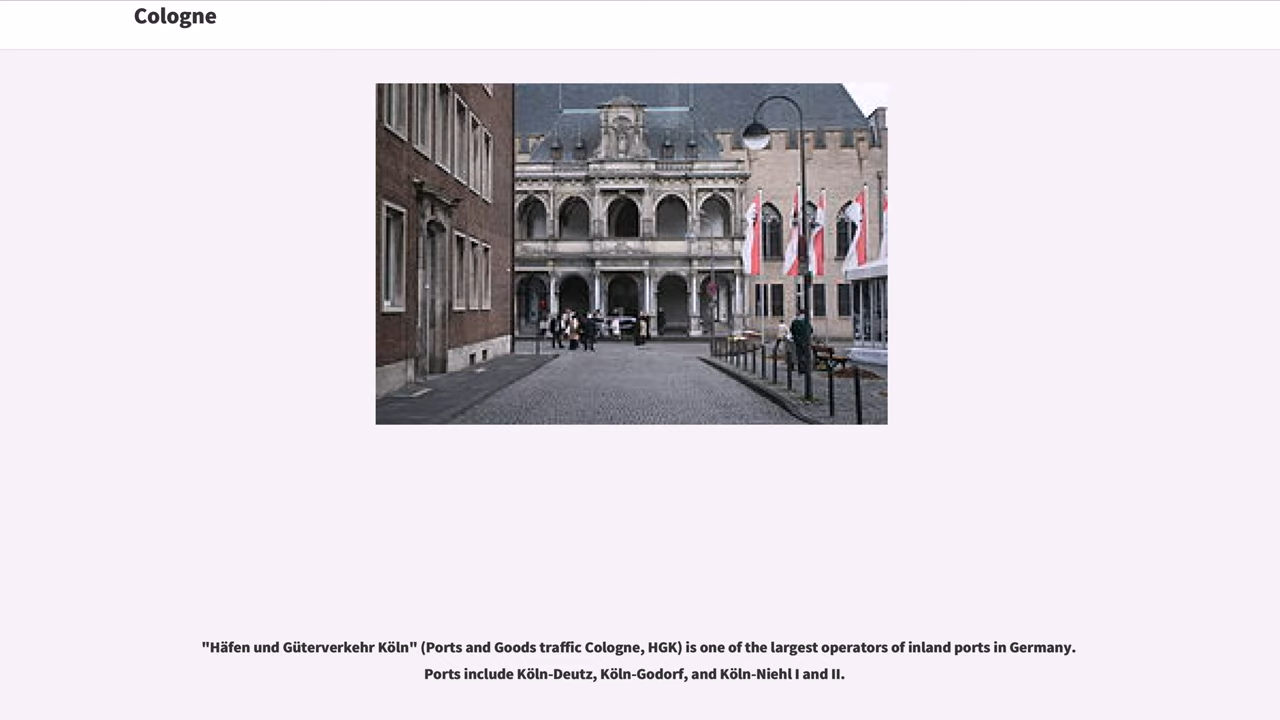 Cologne
"Häfen und Güterverkehr Köln" (Ports and Goods traffic Cologne, HGK) is one of the largest operators of inland ports in Germany.
Ports include Köln-Deutz, Köln-Godorf, and Köln-Niehl I and II.